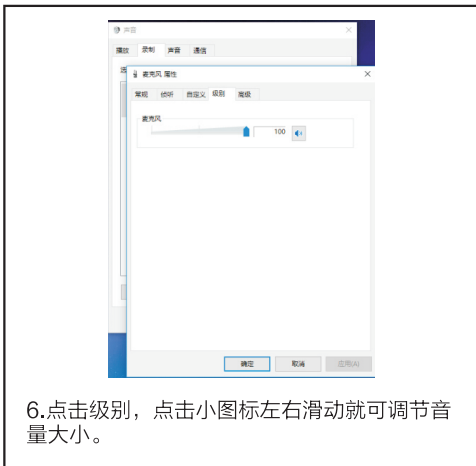 声音
播放 录制 声音 通信
选
麦克风 属性
常规 侦听 自定义 级别 高级
麦克风
100
确定 取消 应用(A)
6.点击级别，点击小图标左右滑动就可调节音
量大小。